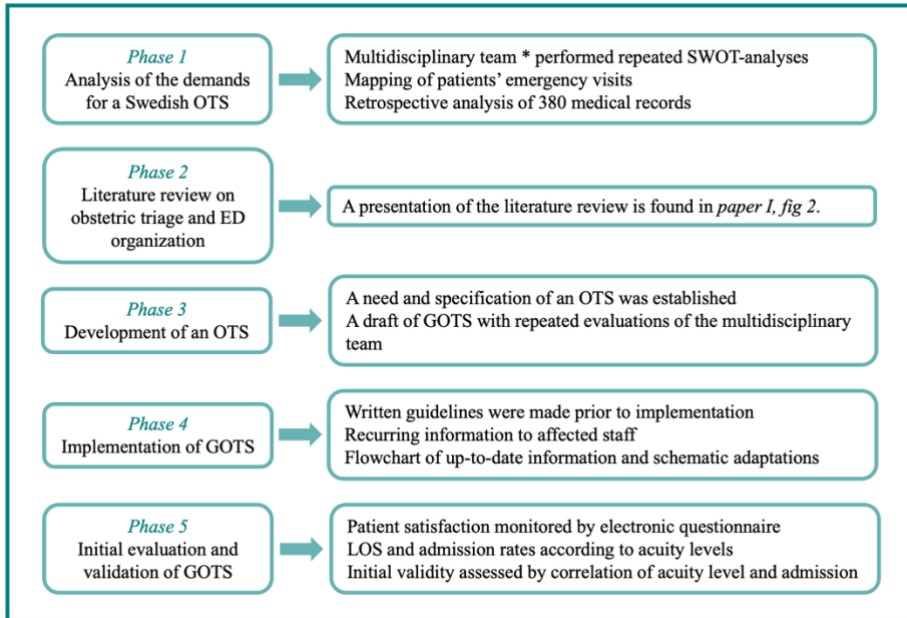 Phase 1
Analysis of the demands
for a Swedish OTS
Multidisciplinary team * performed repeated SWOT-analyses
Mapping of patients' emergency visits
Retrospective analysis of 380 medical records
Phase 2
Literature review on
obstetric triage and ED
organization
A presentation of the literature review is found in paper I, fig 2.
Phase 3
Development of an OTS
A need and specification of an OTS was established
A draft of GOTS with repeated evaluations of the multidisciplinary
team
Phase 4
Implementation of GOTS
Written guidelines were made prior to implementation
Recurring information to affected staff
Flowchart of up-to-date information and schematic adaptations
Phase 5
Initial evaluation and
validation of GOTS
Patient satisfaction monitored by electronic questionnaire
LOS and admission rates according to acuity levels
Initial validity assessed by correlation of acuity level and admission